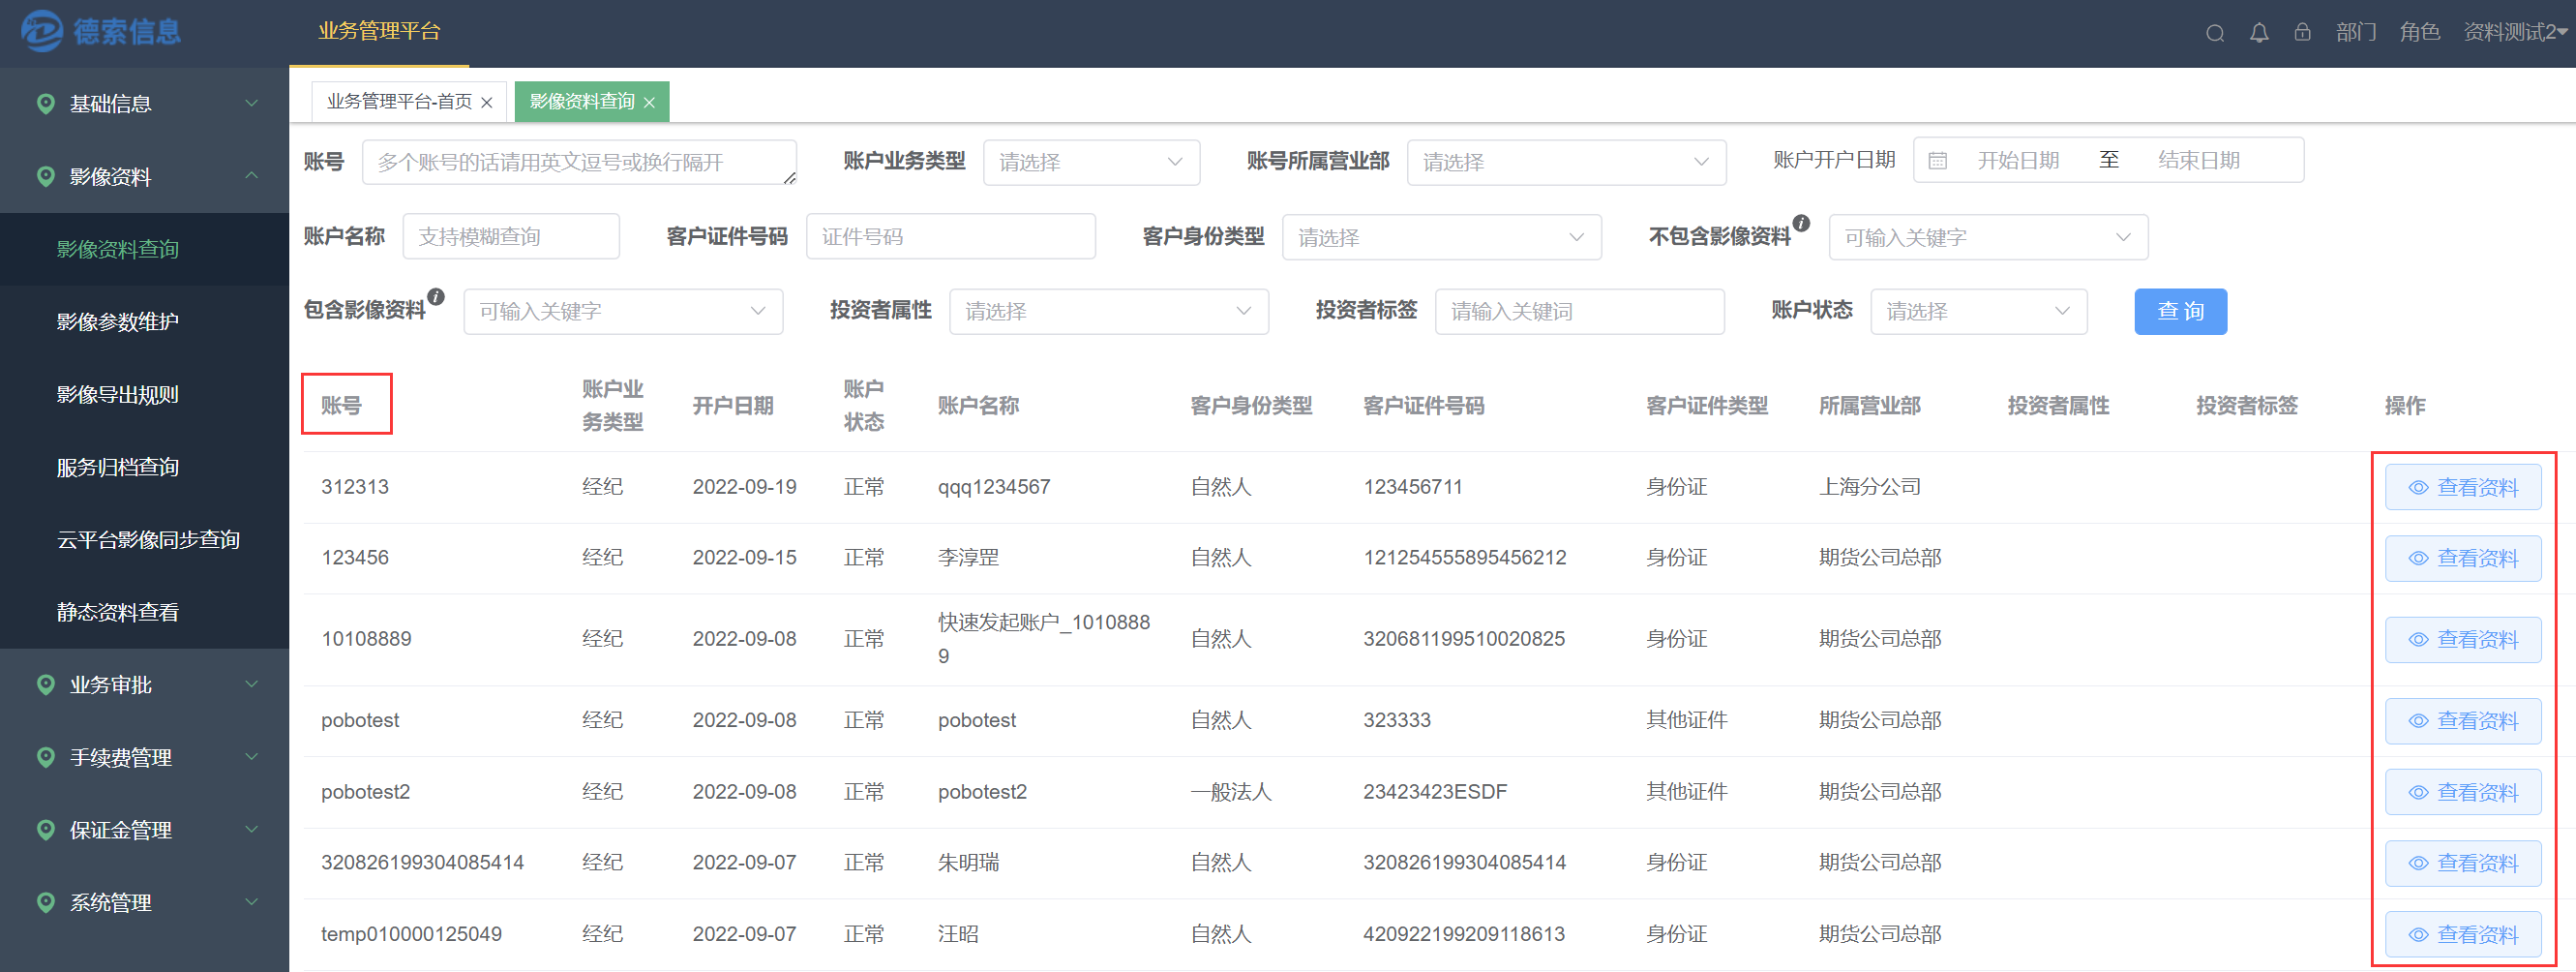 德索信息
业务管理平台
部门 角色 资料测试2
基础信息
影像资料
影像资料查询
影像参数维护
影像导出规则
服务归档查询
云平台影像同步查询
静态资料查看
业务审批
手续费管理
保证金管理
系统管理
业务管理平台-首页 影像资料查询
账号 多个账号的话请用英文逗号或换行隔开 账户业务类型 请选择 账号所属营业部 请选择 账户开户日期 开始日期 至 结束日期
账户名称 支持模糊查询 客户证件号码 证件号码 客户身份类型 请选择 不包含影像资料 可输入关键字
包含影像资料 可输入关键字 投资者属性 请选择 投资者标签 请输入关键词 账户状态 请选择 查 询
账号 账户业务类型 开户日期 账户状态 账户名称 客户身份类型 客户证件号码 客户证件类型 所属营业部 投资者属性 投资者标签 操作
312313 经纪 2022-09-19 正常 qqq1234567 自然人 123456711 身份证 上海分公司 查看资料
123456 经纪 2022-09-15 正常 李淳罡 自然人 121254555895456212 身份证 期货公司总部 查看资料
10108889 经纪 2022-09-08 正常 快速发起账户_10108889 自然人 320681199510020825 身份证 期货公司总部 查看资料
pobotest 经纪 2022-09-08 正常 pobotest 自然人 323333 其他证件 期货公司总部 查看资料
pobotest2 经纪 2022-09-08 正常 pobotest2 一般法人 23423423ESDF 其他证件 期货公司总部 查看资料
320826199304085414 经纪 2022-09-07 正常 朱明瑞 自然人 320826199304085414 身份证 期货公司总部 查看资料
temp010000125049 经纪 2022-09-07 正常 汪昭 自然人 420922199209118613 身份证 期货公司总部 查看资料